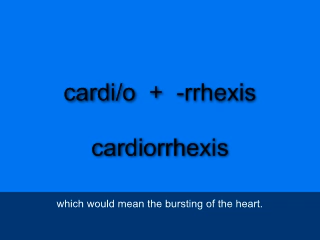 cardi/o + -rrhexis
cardiorrhexis
which would mean the bursting of the heart.